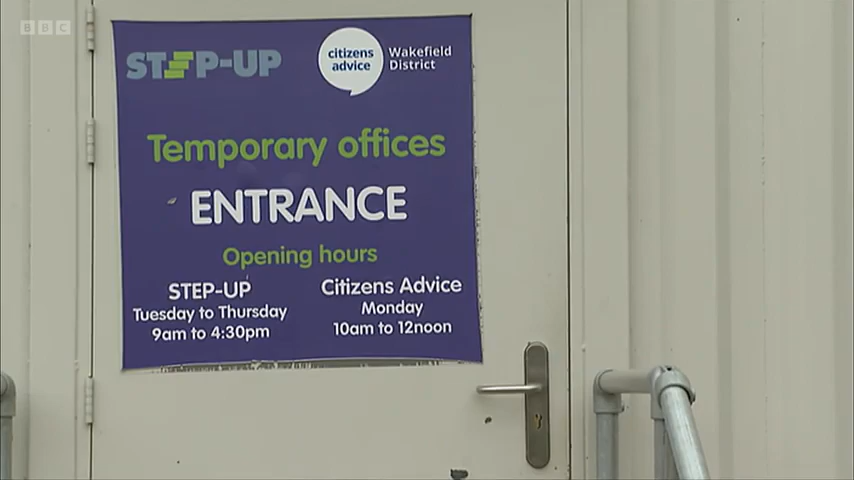 BBC
STEP-UP
citizens advice
Wakefield District
Temporary offices
ENTRANCE
Opening hours
STEP-UP
Tuesday to Thursday
9am to 4:30pm
Citizens Advice
Monday
10am to 12noon